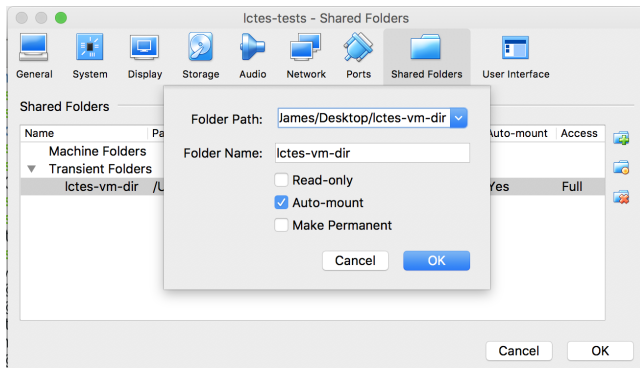 lctes-tests - Shared Folders
General System Display Storage Audio Network Ports Shared Folders User Interface
Shared Folders
Name Pa Auto-mount Access
Machine Folders
Transient Folders
lctes-vm-dir /U Yes Full
Folder Path: James/Desktop/lctes-vm-dir
Folder Name: lctes-vm-dir
Read-only
Auto-mount
Make Permanent
Cancel OK
Cancel OK